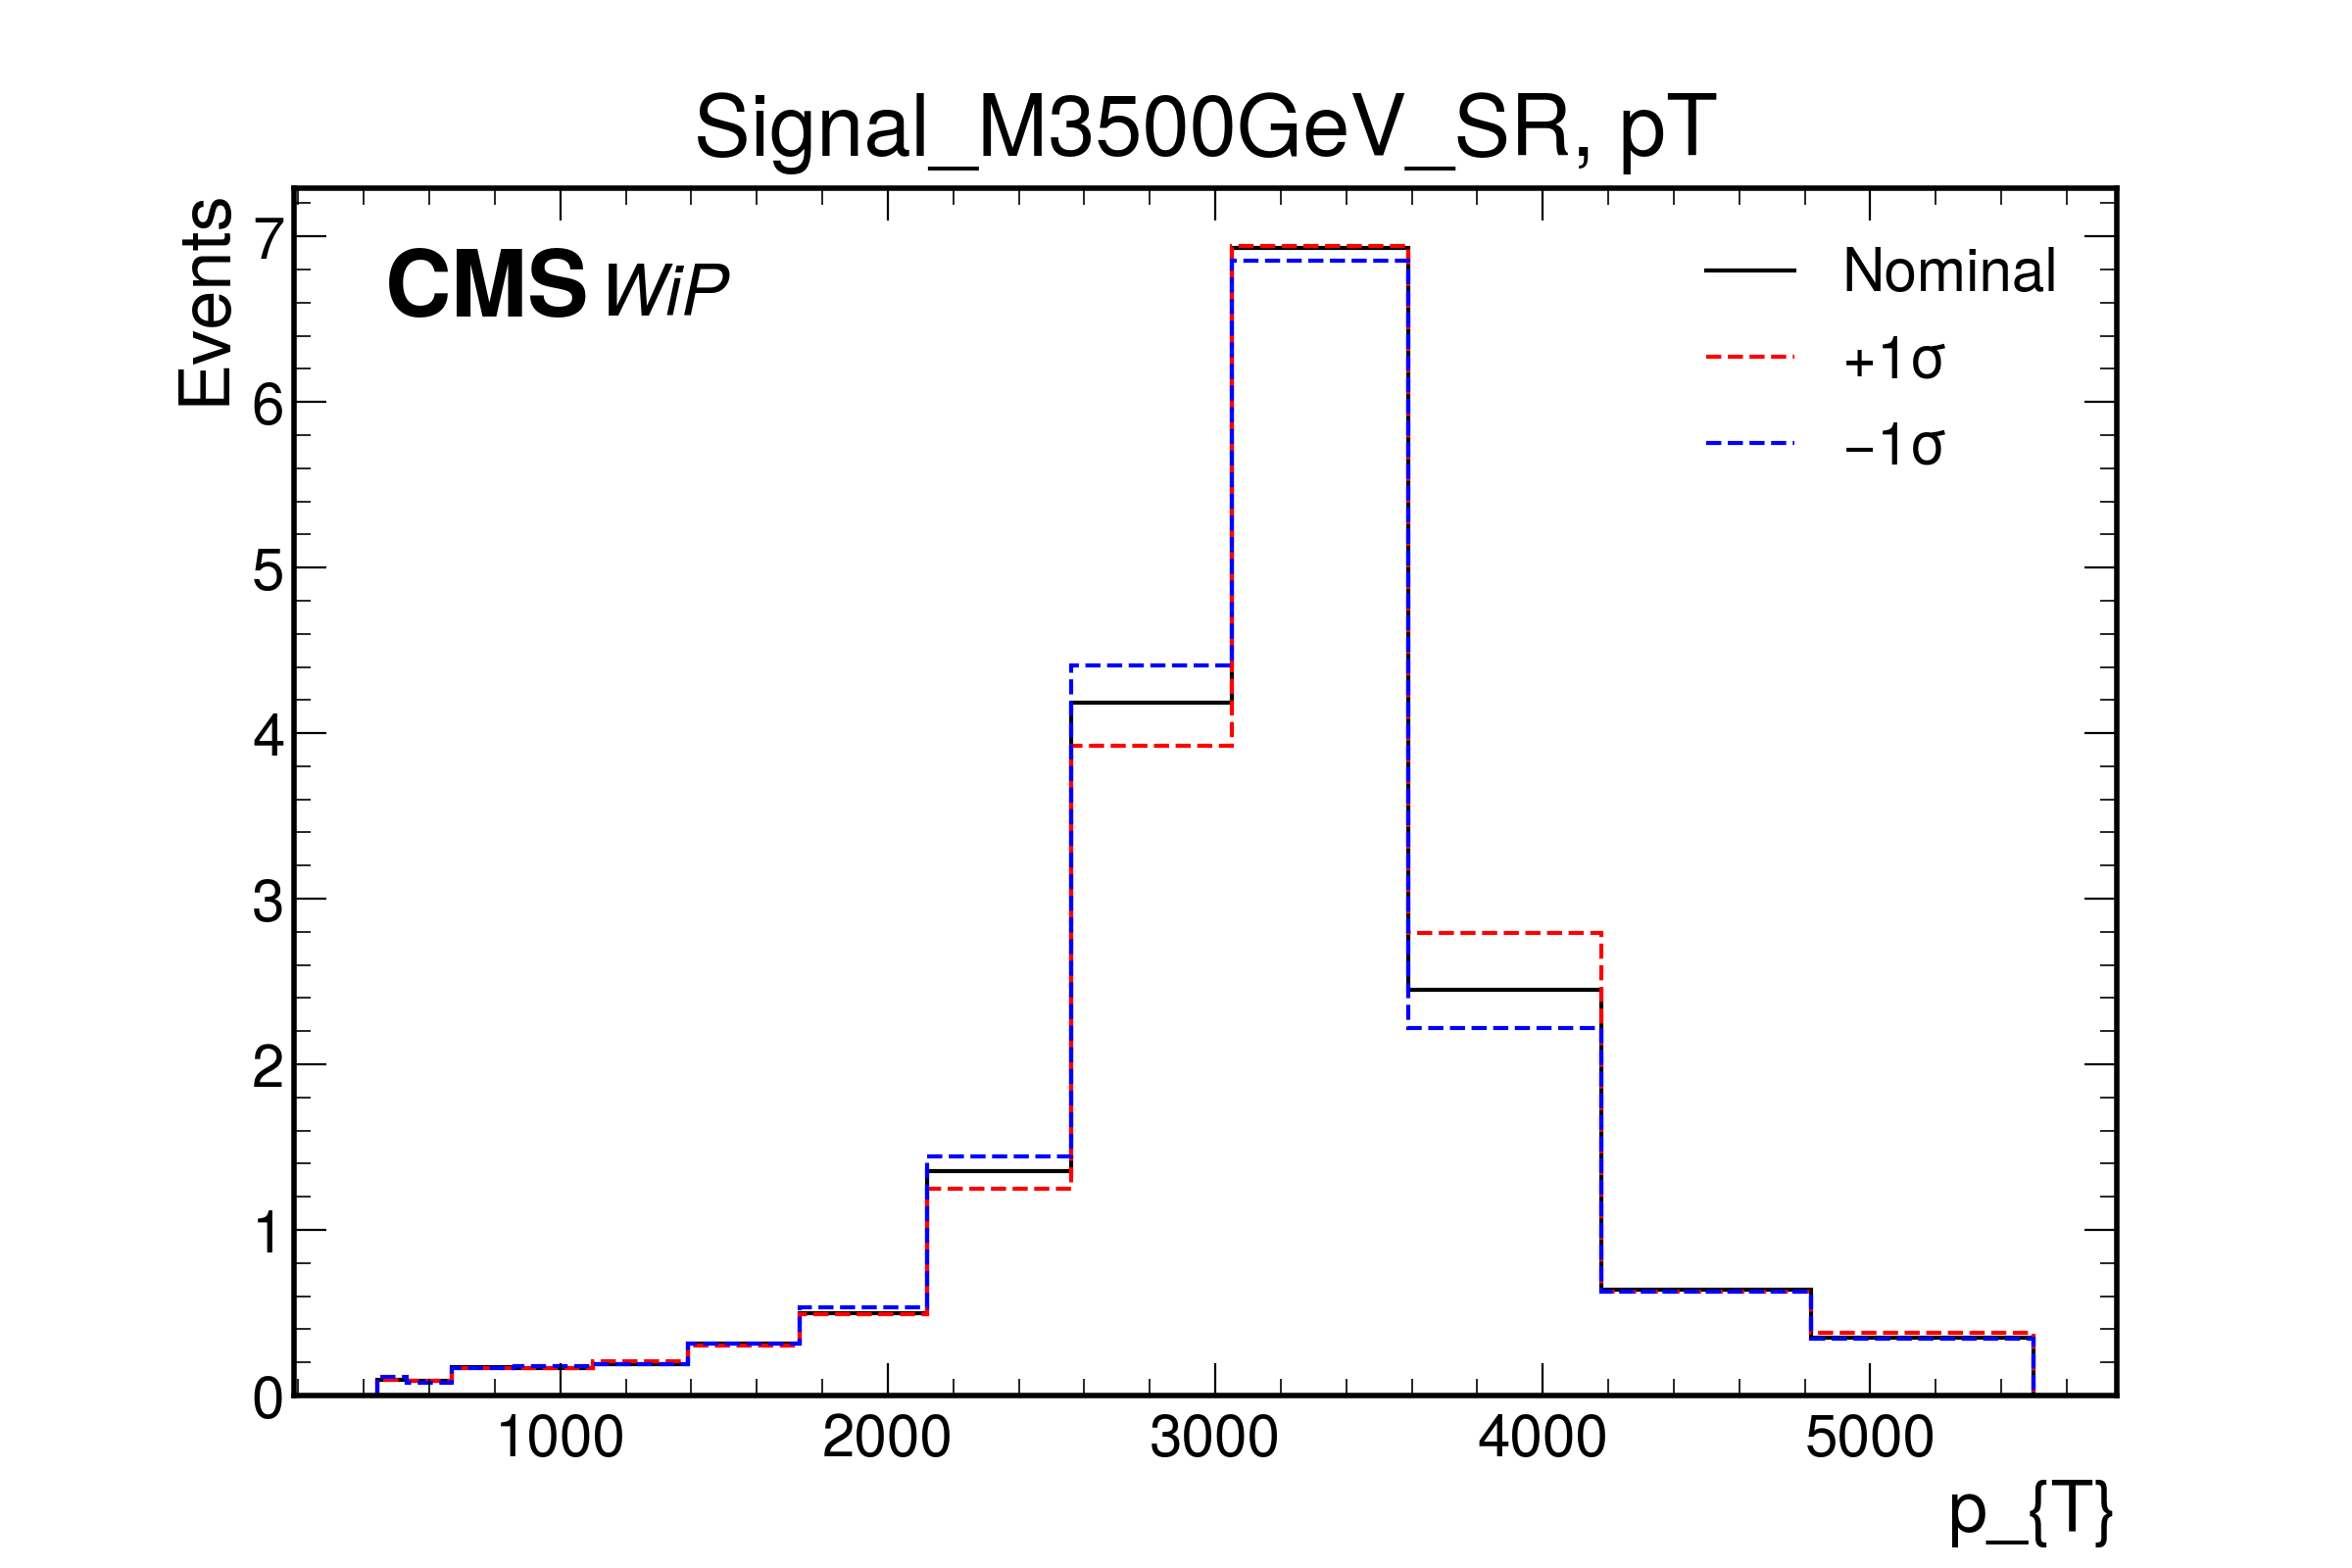 Signal_M3500GeV_SR, pT
Events
CMS WiP
Nominal
+1σ
−1σ
7
6
5
4
3
2
1
0
1000 2000 3000 4000 5000
p_{T}